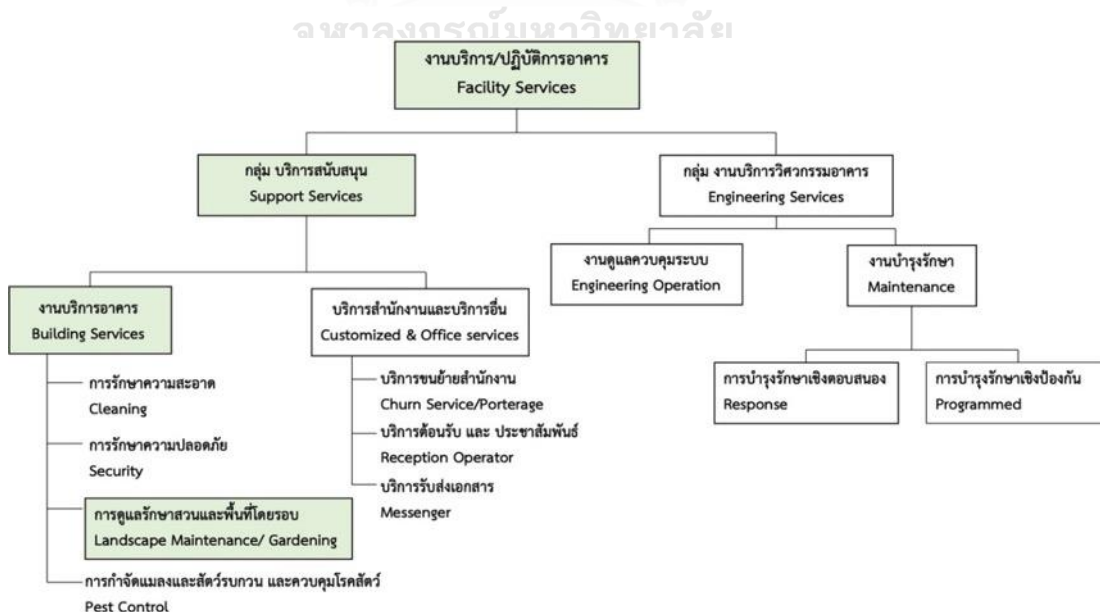 จุฬาลงกรณ์มหาวิทยาลัย
งานบริการ/ปฏิบัติการอาคาร
Facility Services
กลุ่ม บริการสนับสนุน
Support Services
กลุ่ม งานบริการวิศวกรรมอาคาร
Engineering Services
งานดูแลควบคุมระบบ
Engineering Operation
งานบำรุงรักษา
Maintenance
งานบริการอาคาร
Building Services
บริการสำนักงานและบริการอื่น
Customized & Office services
การบำรุงรักษาเชิงตอบสนอง
Response
การบำรุงรักษาเชิงป้องกัน
Programmed
การรักษาความสะอาด
Cleaning
การรักษาความปลอดภัย
Security
การดูแลรักษาสวนและพื้นที่โดยรอบ
Landscape Maintenance/ Gardening
การกำจัดแมลงและสัตว์รบกวน และควบคุมโรคสัตว์
Pest Control
บริการขนย้ายสำนักงาน
Churn Service/Porterage
บริการต้อนรับ และ ประชาสัมพันธ์
Reception Operator
บริการรับส่งเอกสาร
Messenger